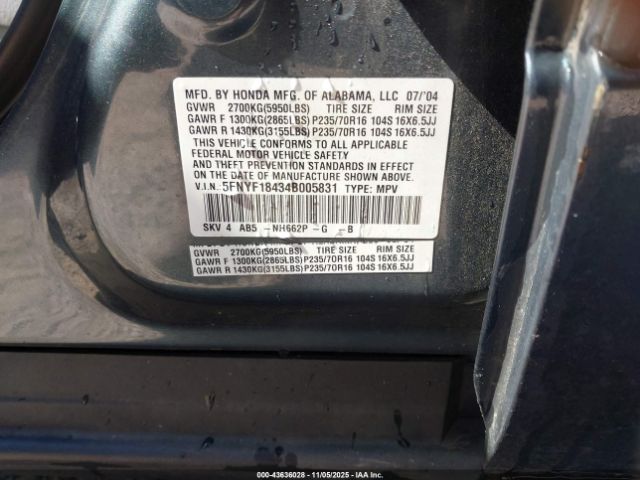 MFD. BY HONDA MFG. OF ALABAMA, LLC 07/'04
GVWR 2700KG(5950LBS) TIRE SIZE RIM SIZE
GAWR F 1300KG(2865LBS)P235/70R16 104S 16X6.5JJ
GAWR R 1430KG(3155LBS)P235/70R16 104S 16X6.5JJ
THIS VEHICLE CONFORMS TO ALL APPLICABLE
FEDERAL MOTOR VEHICLE SAFETY
AND THEFT PREVENTION STANDARDS IN EFFECT
ON THE DATE OF MANUFACTURE SHOWN ABOVE.
V.I.N.: 5FNYF18434B005831 TYPE: MPV
SKV 4 AB5 -NH662P -G -B
GVWR 2700KG(5950LBS) TIRE SIZE RIM SIZE
GAWR F 1300KG(2865LBS)P235/70R16 104S 16X6.5JJ
GAWR R 1430KG(3155LBS)P235/70R16 104S 16X6.5JJ
000-43636028 - 11/05/2025 - COPART